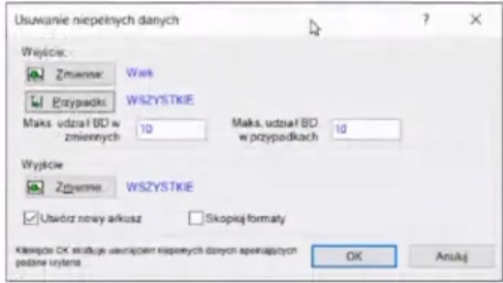 Usuwanie niepełnych danych
? ×
Wejście:
Zmienne: Wiek
Przypadki: WSZYSTKIE
Maks. udział BD w zmiennych 10
Maks. udział BD w przypadkach 10
Wyjście
Zmienne: WSZYSTKIE
Utwórz nowy arkusz
Skopiuj formaty
Kliknięcie OK skutkuje usunięciem niepełnych danych spełniających
podane kryteria
OK
Anuluj